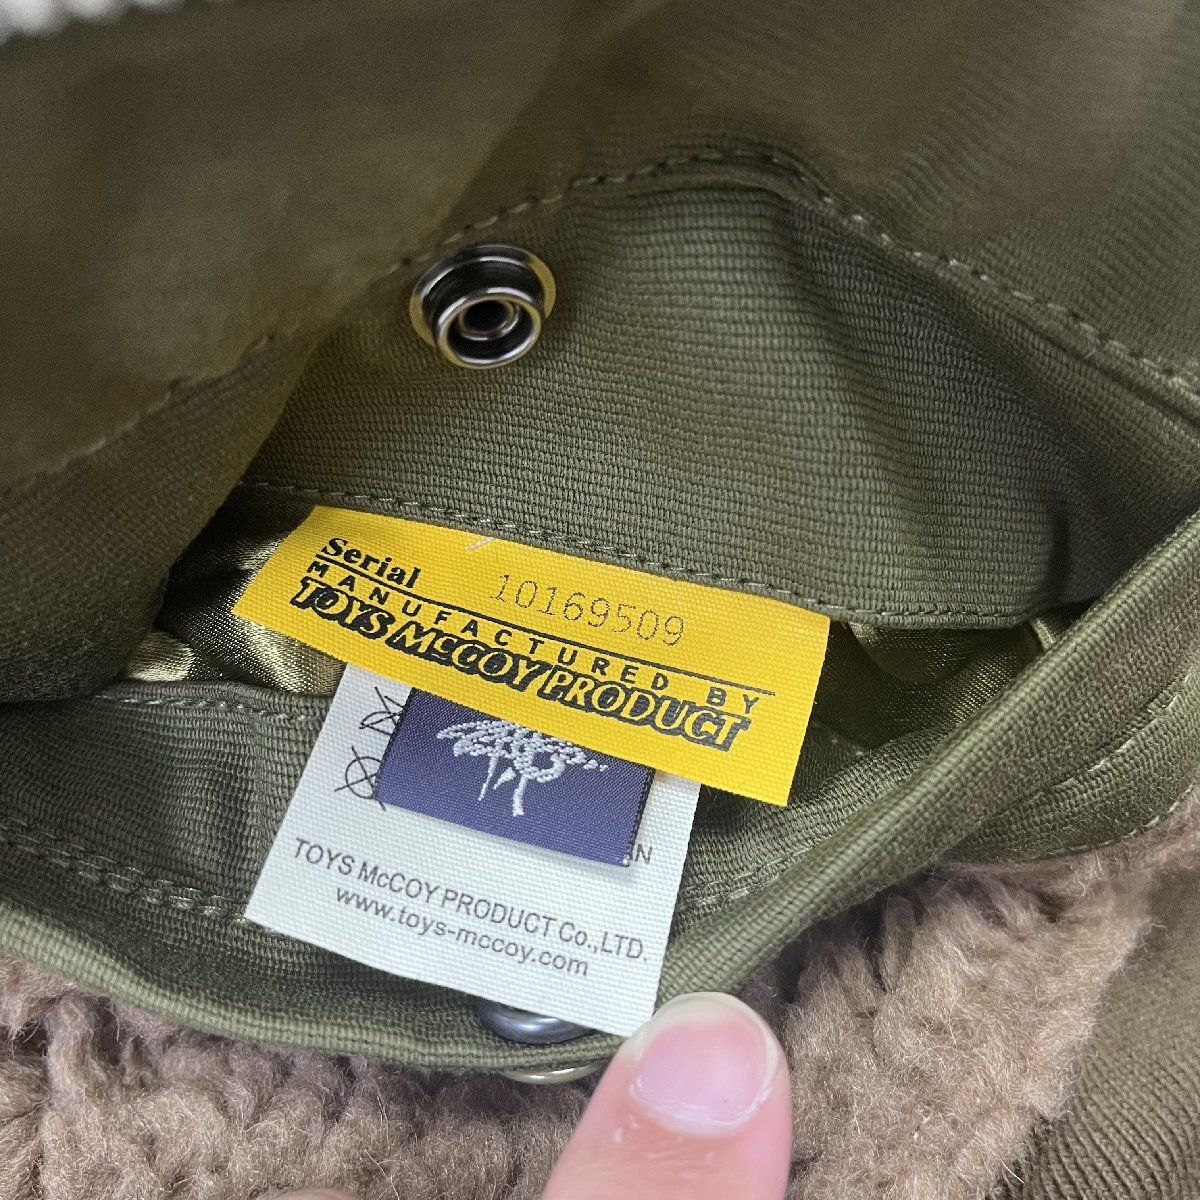 Serial 10169509
MANUFACTURED BY
TOYS McCOY PRODUCT
TOYS McCOY PRODUCT Co.,LTD.
www.toys-mccoy.com